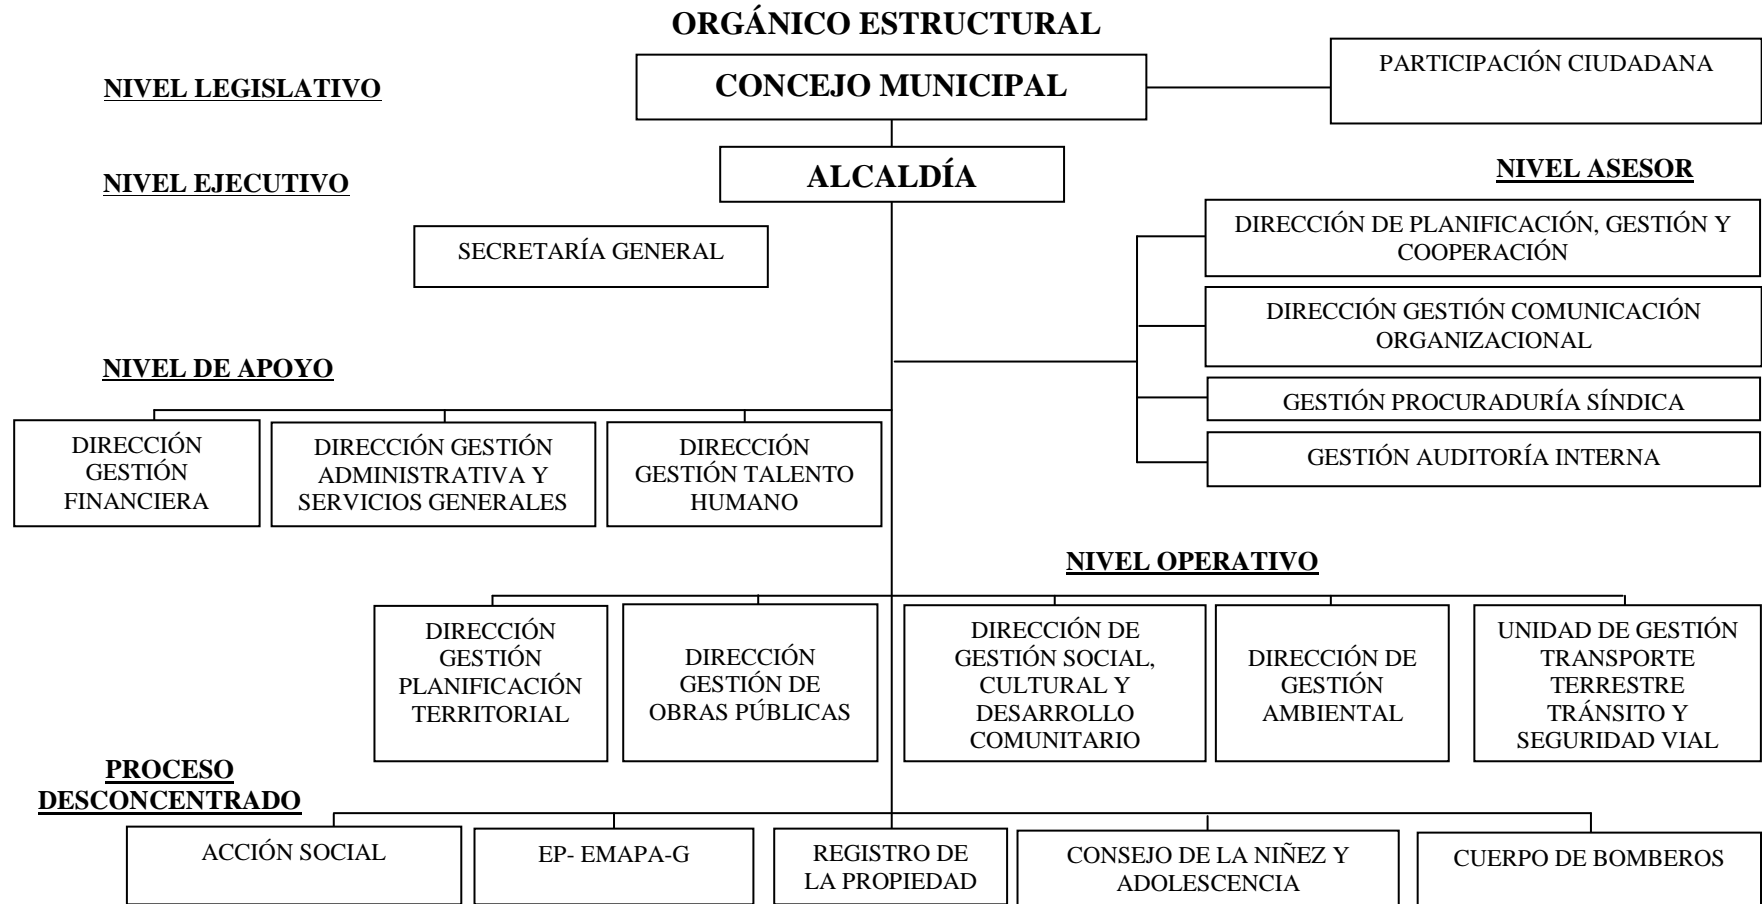 ORGÁNICO ESTRUCTURAL
NIVEL LEGISLATIVO
CONCEJO MUNICIPAL
PARTICIPACIÓN CIUDADANA
NIVEL EJECUTIVO
ALCALDÍA
SECRETARÍA GENERAL
NIVEL ASESOR
DIRECCIÓN DE PLANIFICACIÓN, GESTIÓN Y
COOPERACIÓN
DIRECCIÓN GESTIÓN COMUNICACIÓN
ORGANIZACIONAL
GESTIÓN PROCURADURÍA SÍNDICA
GESTIÓN AUDITORÍA INTERNA
NIVEL DE APOYO
DIRECCIÓN
GESTIÓN
FINANCIERA
DIRECCIÓN GESTIÓN
ADMINISTRATIVA Y
SERVICIOS GENERALES
DIRECCIÓN
GESTIÓN TALENTO
HUMANO
NIVEL OPERATIVO
DIRECCIÓN
GESTIÓN
PLANIFICACIÓN
TERRITORIAL
DIRECCIÓN
GESTIÓN DE
OBRAS PÚBLICAS
DIRECCIÓN DE
GESTIÓN SOCIAL,
CULTURAL Y
DESARROLLO
COMUNITARIO
DIRECCIÓN DE
GESTIÓN
AMBIENTAL
UNIDAD DE GESTIÓN
TRANSPORTE
TERRESTRE
TRÁNSITO Y
SEGURIDAD VIAL
PROCESO
DESCONCENTRADO
ACCIÓN SOCIAL
EP- EMAPA-G
REGISTRO DE
LA PROPIEDAD
CONSEJO DE LA NIÑEZ Y
ADOLESCENCIA
CUERPO DE BOMBEROS